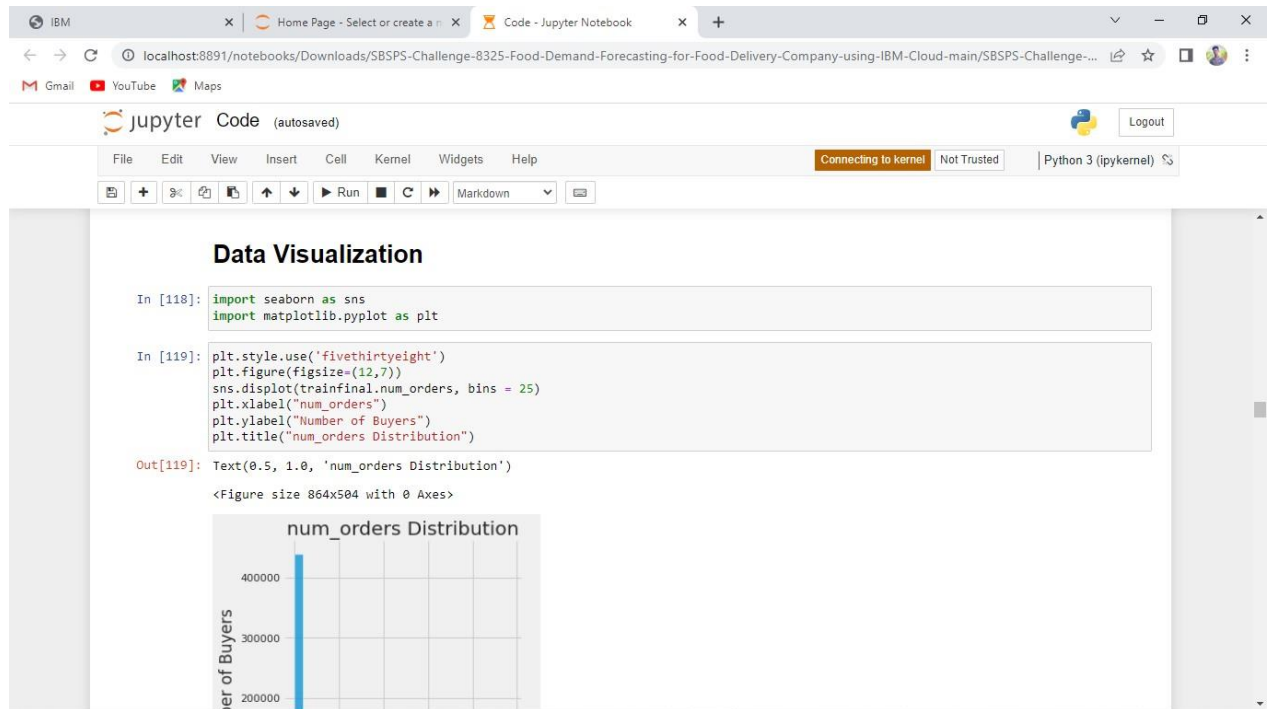 IBM
Home Page - Select or create a n
Code - Jupyter Notebook
localhost:8891/notebooks/Downloads/SBSPS-Challenge-8325-Food-Demand-Forecasting-for-Food-Delivery-Company-using-IBM-Cloud-main/SBSPS-Challenge-...
Gmail YouTube Maps
jupyter Code (autosaved)
Logout
File Edit View Insert Cell Kernel Widgets Help
Connecting to kernel Not Trusted Python 3 (ipykernel)
Run Markdown
Data Visualization
In [118]: import seaborn as sns
import matplotlib.pyplot as plt
In [119]: plt.style.use('fivethirtyeight')
plt.figure(figsize=(12,7))
sns.displot(trainfinal.num_orders, bins = 25)
plt.xlabel("num_orders")
plt.ylabel("Number of Buyers")
plt.title("num_orders Distribution")
Out[119]: Text(0.5, 1.0, 'num_orders Distribution')
<Figure size 864x504 with 0 Axes>
num_orders Distribution
400000
300000
200000
er of Buyers